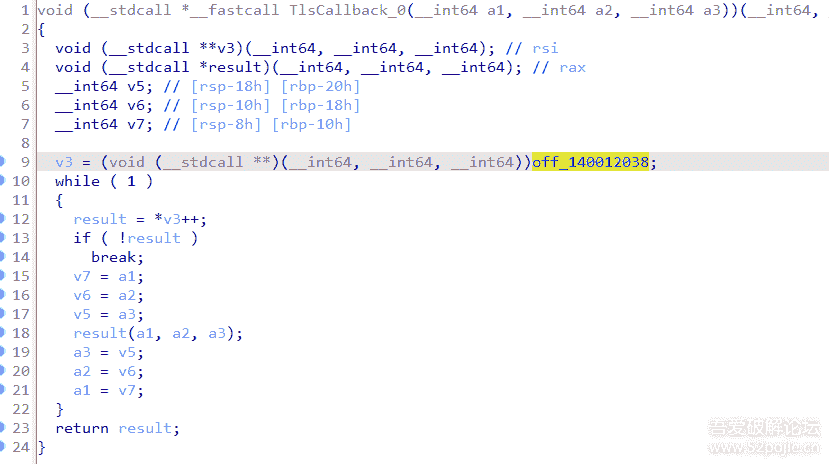 1 void (__stdcall *__fastcall TlsCallback_0(__int64 a1, __int64 a2, __int64 a3))(__int64,
2 {
3 void (__stdcall **v3)(__int64, __int64, __int64); // rsi
4 void (__stdcall *result)(__int64, __int64, __int64); // rax
5 __int64 v5; // [rsp-18h] [rbp-20h]
6 __int64 v6; // [rsp-10h] [rbp-18h]
7 __int64 v7; // [rsp-8h] [rbp-10h]
8
9 v3 = (void (__stdcall **)(__int64, __int64, __int64))off_140012038;
10 while ( 1 )
11 {
12 result = *v3++;
13 if ( !result )
14 break;
15 v7 = a1;
16 v6 = a2;
17 v5 = a3;
18 result(a1, a2, a3);
19 a3 = v5;
20 a2 = v6;
21 a1 = v7;
22 }
23 return result;
24 }
吾爱破解论坛
www.52pojie.cn